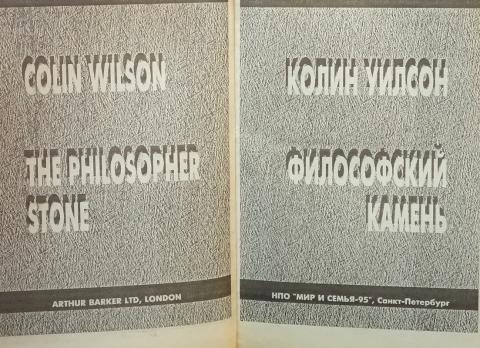 COLIN WILSON
THE PHILOSOPHER
STONE
ARTHUR BARKER LTD, LONDON
КОЛИН УИЛСОН
ФИЛОСОФСКИЙ
КАМЕНЬ
НПО "МИР И СЕМЬЯ-95", Санкт-Петербург